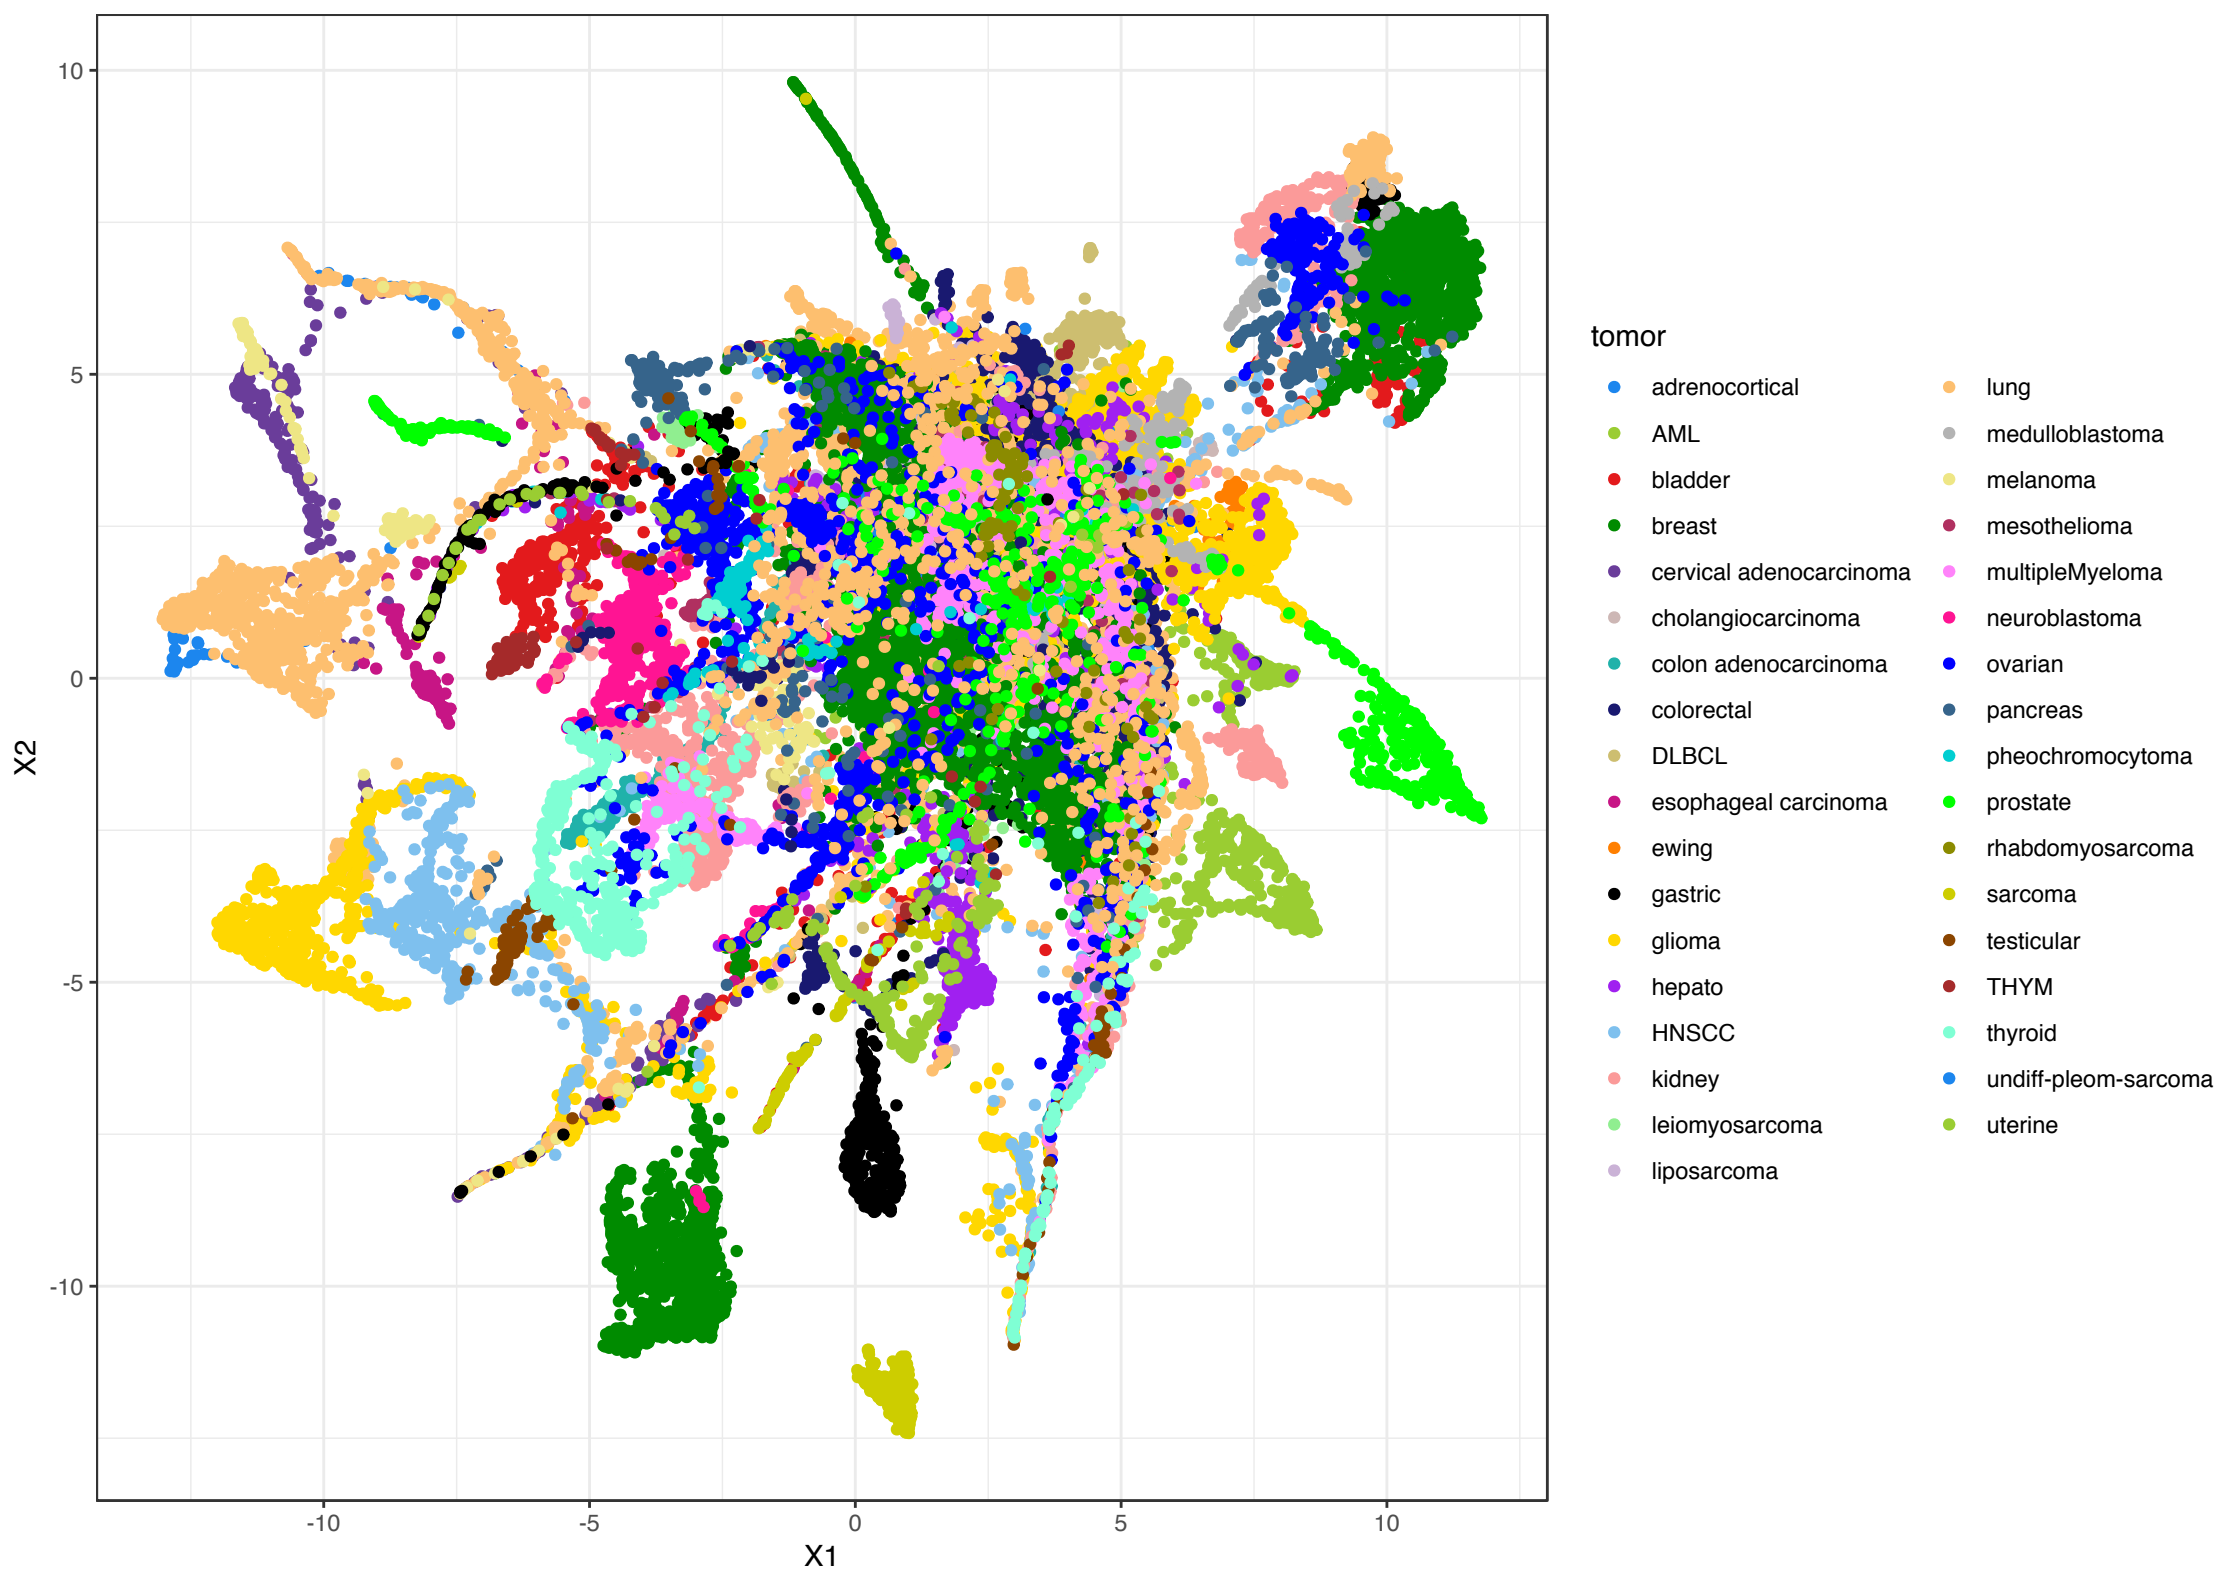 10
5
0
-5
-10
X2
-10
-5
0
5
10
X1
tomor
adrenocortical
AML
bladder
breast
cervical adenocarcinoma
cholangiocarcinoma
colon adenocarcinoma
colorectal
DLBCL
esophageal carcinoma
ewing
gastric
glioma
hepato
HNSCC
kidney
leiomyosarcoma
liposarcoma
lung
medulloblastoma
melanoma
mesothelioma
multipleMyeloma
neuroblastoma
ovarian
pancreas
pheochromocytoma
prostate
rhabdomyosarcoma
sarcoma
testicular
THYM
thyroid
undiff-pleom-sarcoma
uterine